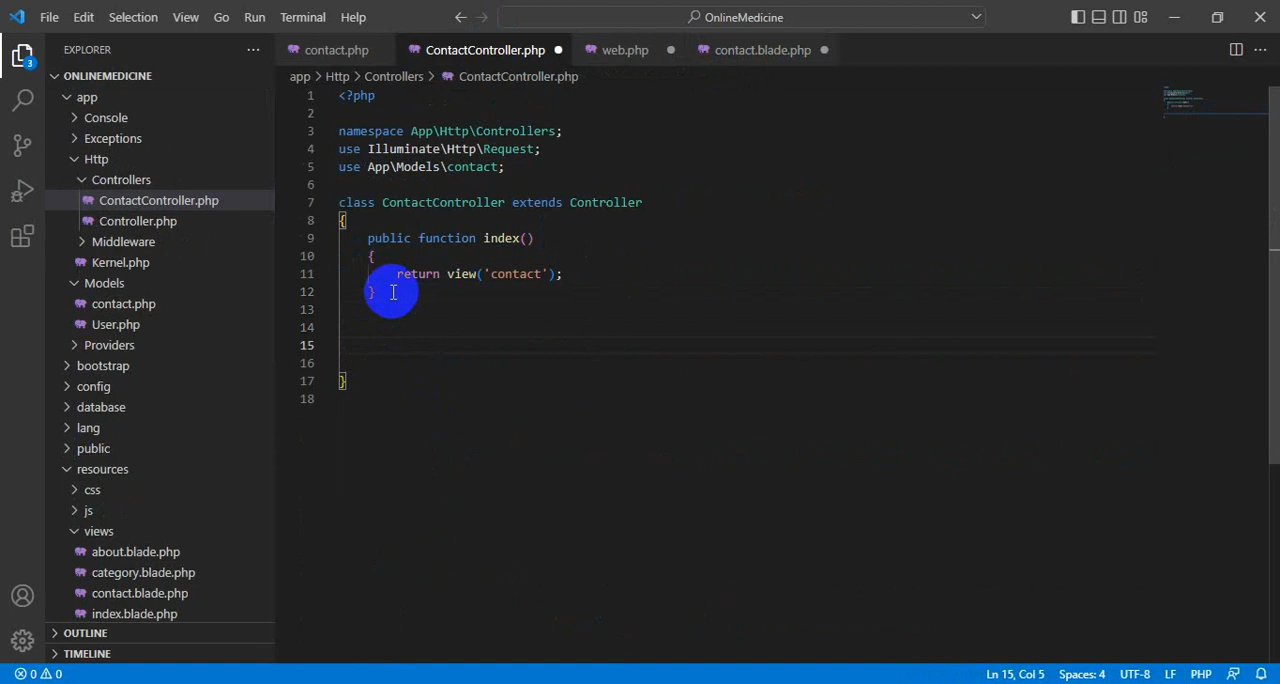 File Edit Selection View Go Run Terminal Help
OnlineMedicine
EXPLORER
contact.php
ContactController.php
web.php
contact.blade.php
ONLINEMEDICINE
app
Console
Exceptions
Http
Controllers
ContactController.php
Controller.php
Middleware
Kernel.php
Models
contact.php
User.php
Providers
bootstrap
config
database
lang
public
resources
css
js
views
about.blade.php
category.blade.php
contact.blade.php
index.blade.php
OUTLINE
TIMELINE
3
app > Http > Controllers > ContactController.php
1 <?php
2
3 namespace App\Http\Controllers;
4 use Illuminate\Http\Request;
5 use App\Models\contact;
6
7 class ContactController extends Controller
8 {
9 public function index()
10 {
11 return view('contact');
12 }
13
14
15
16
17 }
18
0 0 Ln 15, Col 5 Spaces: 4 UTF-8 LF PHP